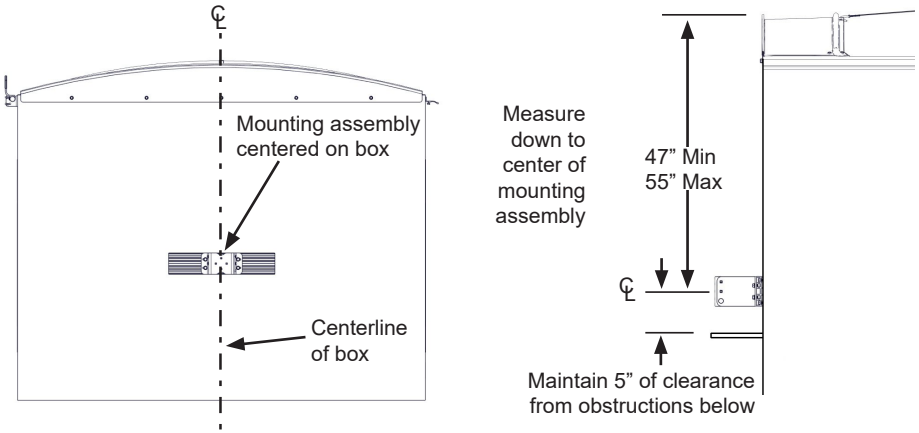 ℄
Mounting assembly
centered on box
Centerline
of box
Measure
down to
center of
mounting
assembly
47” Min
55” Max
℄
Maintain 5” of clearance
from obstructions below